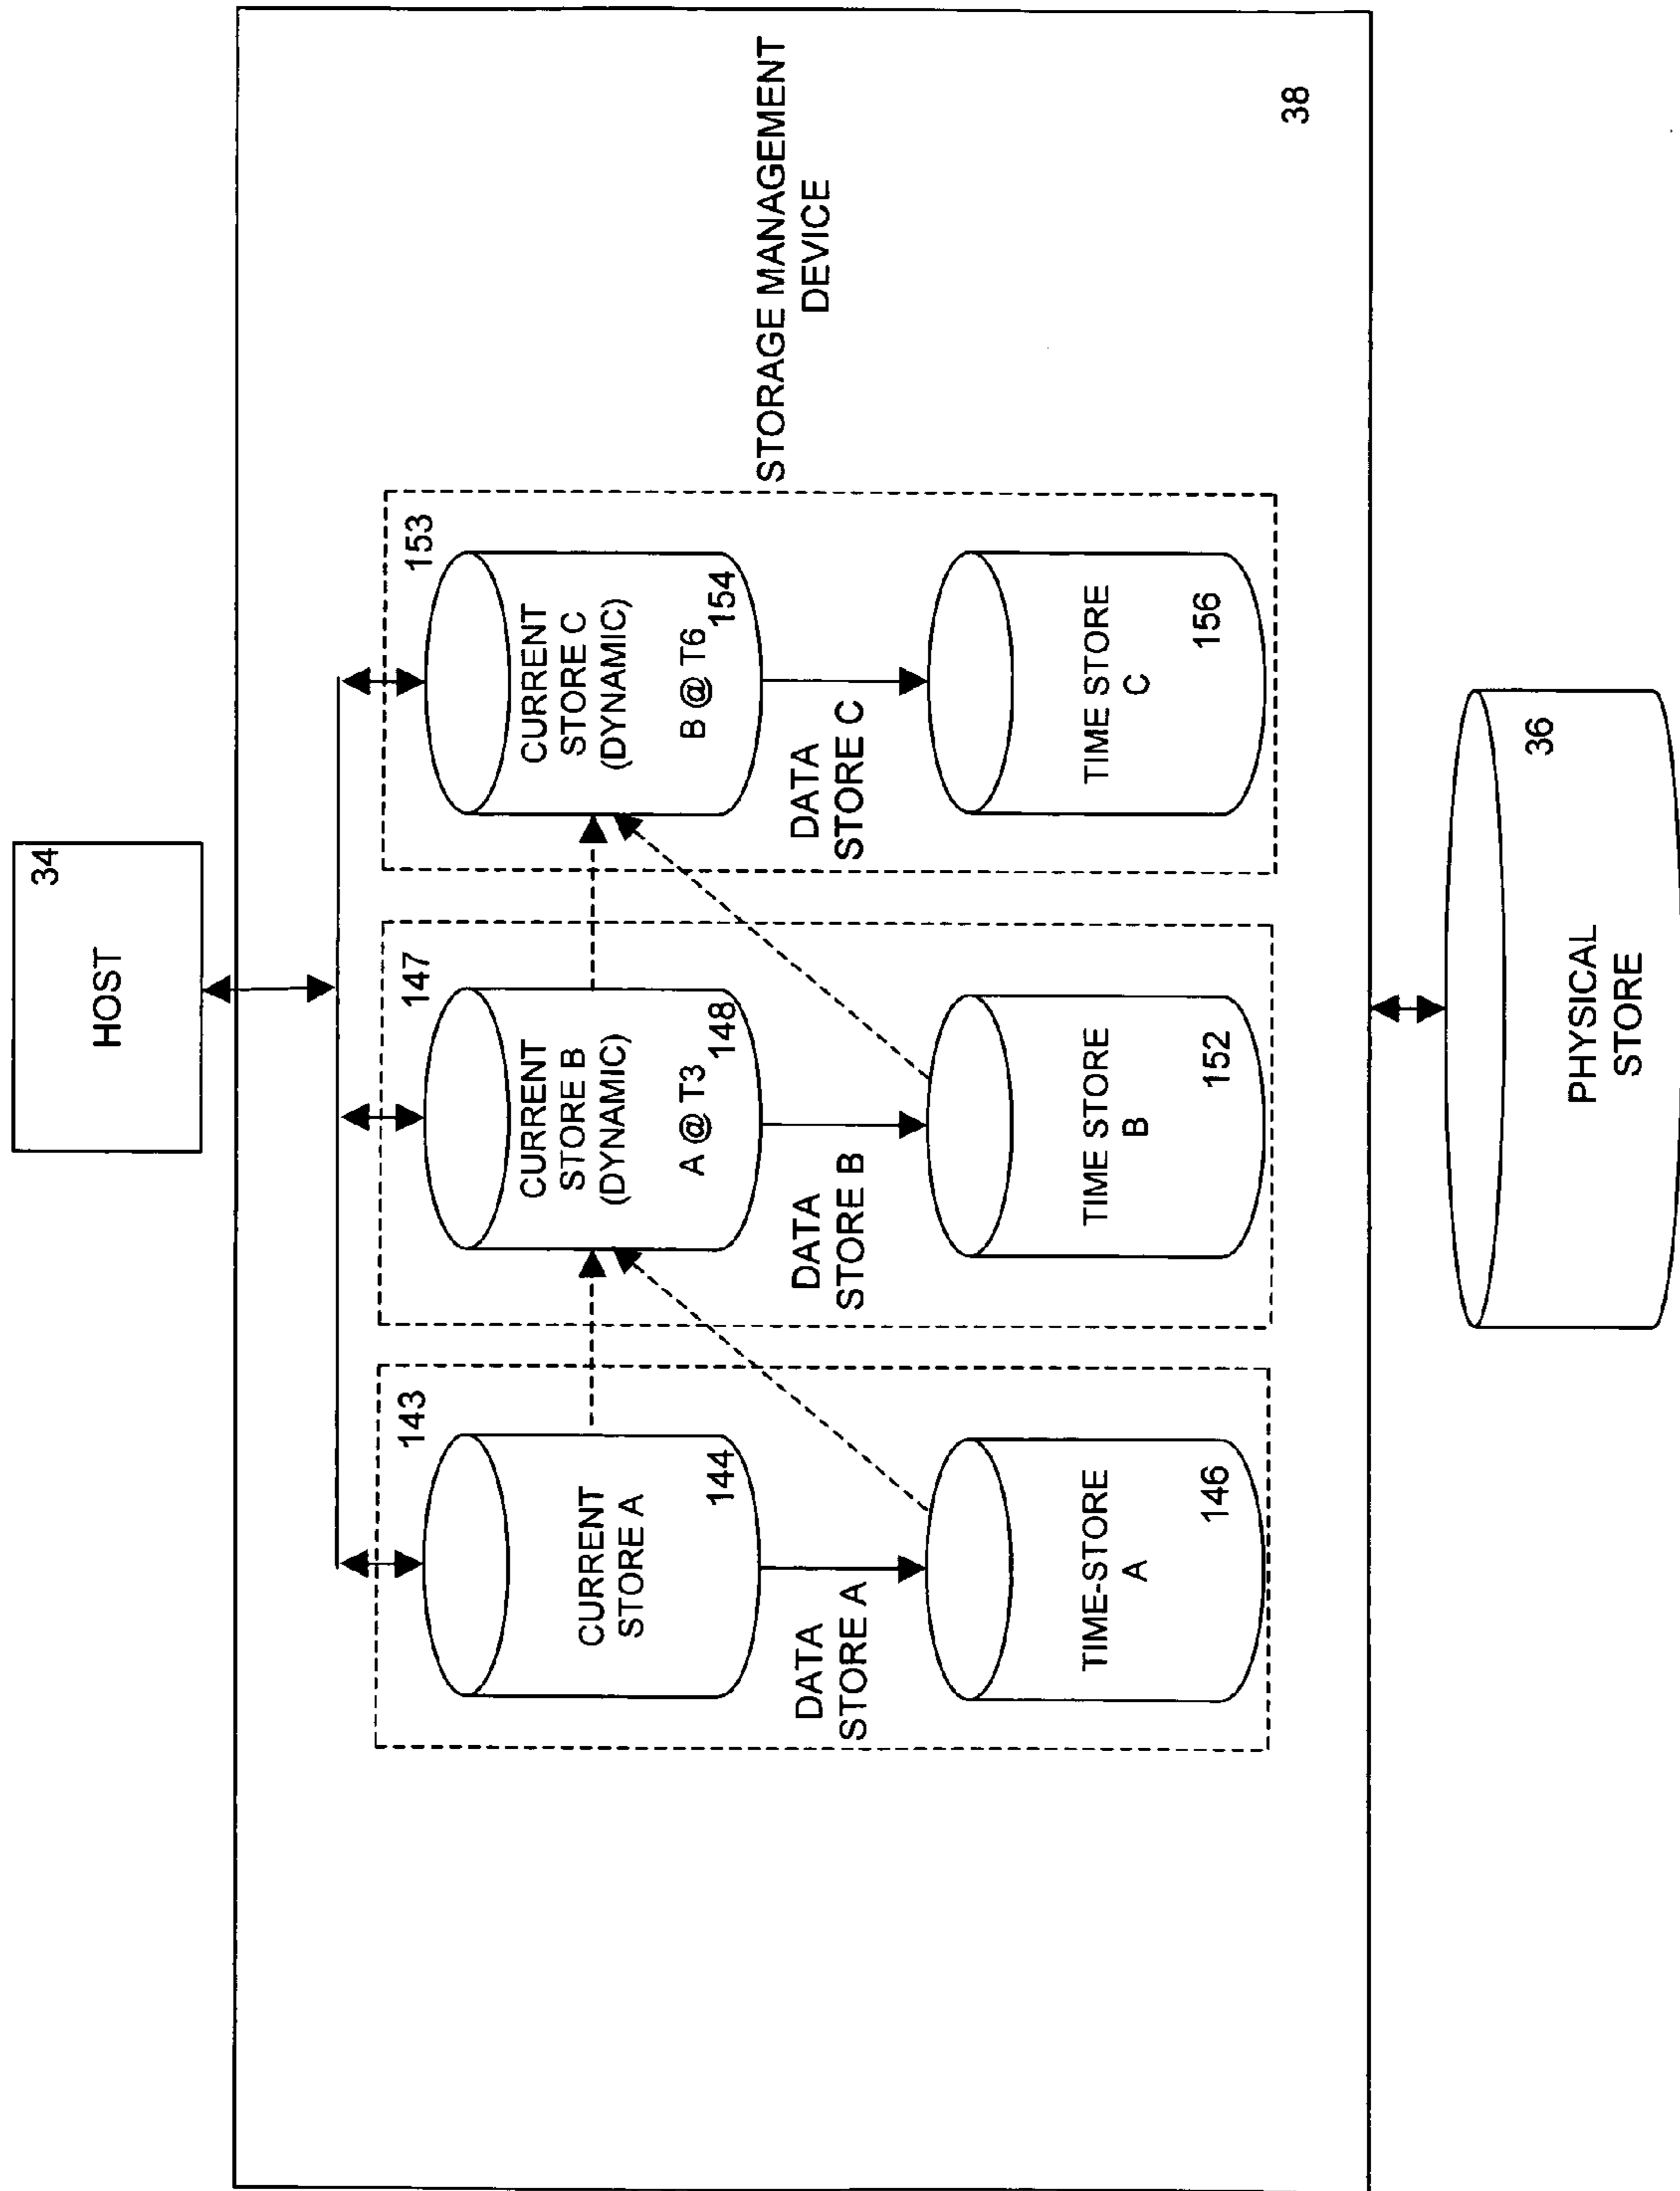 HOST
34
143
CURRENT
STORE A
144
DATA
STORE A
TIME-STORE
A
146
147
CURRENT
STORE B
(DYNAMIC)
A @ T3
148
DATA
STORE B
TIME STORE
B
152
153
CURRENT
STORE C
(DYNAMIC)
B @ T6
154
DATA
STORE C
TIME STORE
C
156
STORAGE MANAGEMENT
DEVICE
38
PHYSICAL
STORE
36